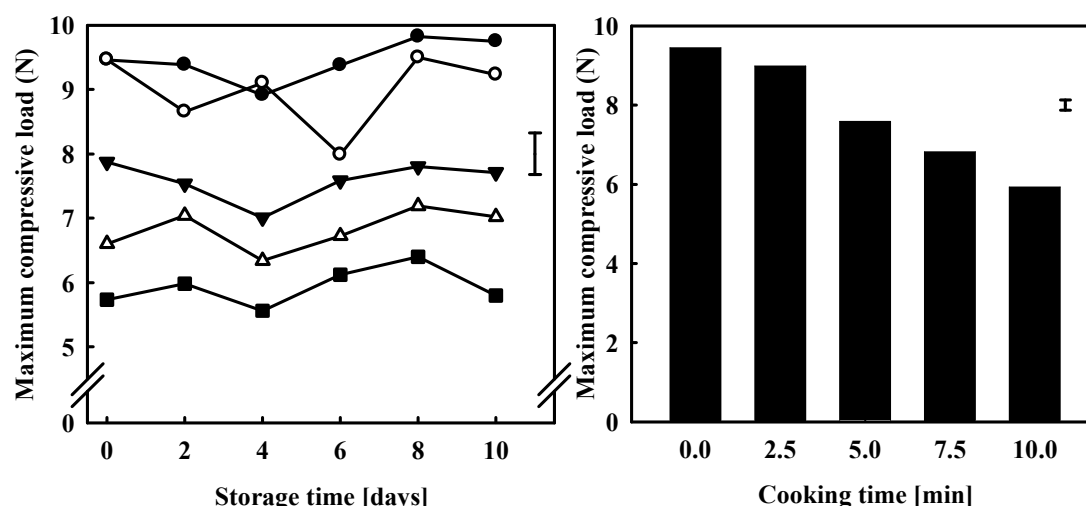 Maximum compressive load (N)
10
9
8
7
6
5
0
0 2 4 6 8 10
Storage time [days]
Maximum compressive load (N)
10
8
6
4
2
0
0.0 2.5 5.0 7.5 10.0
Cooking time [min]